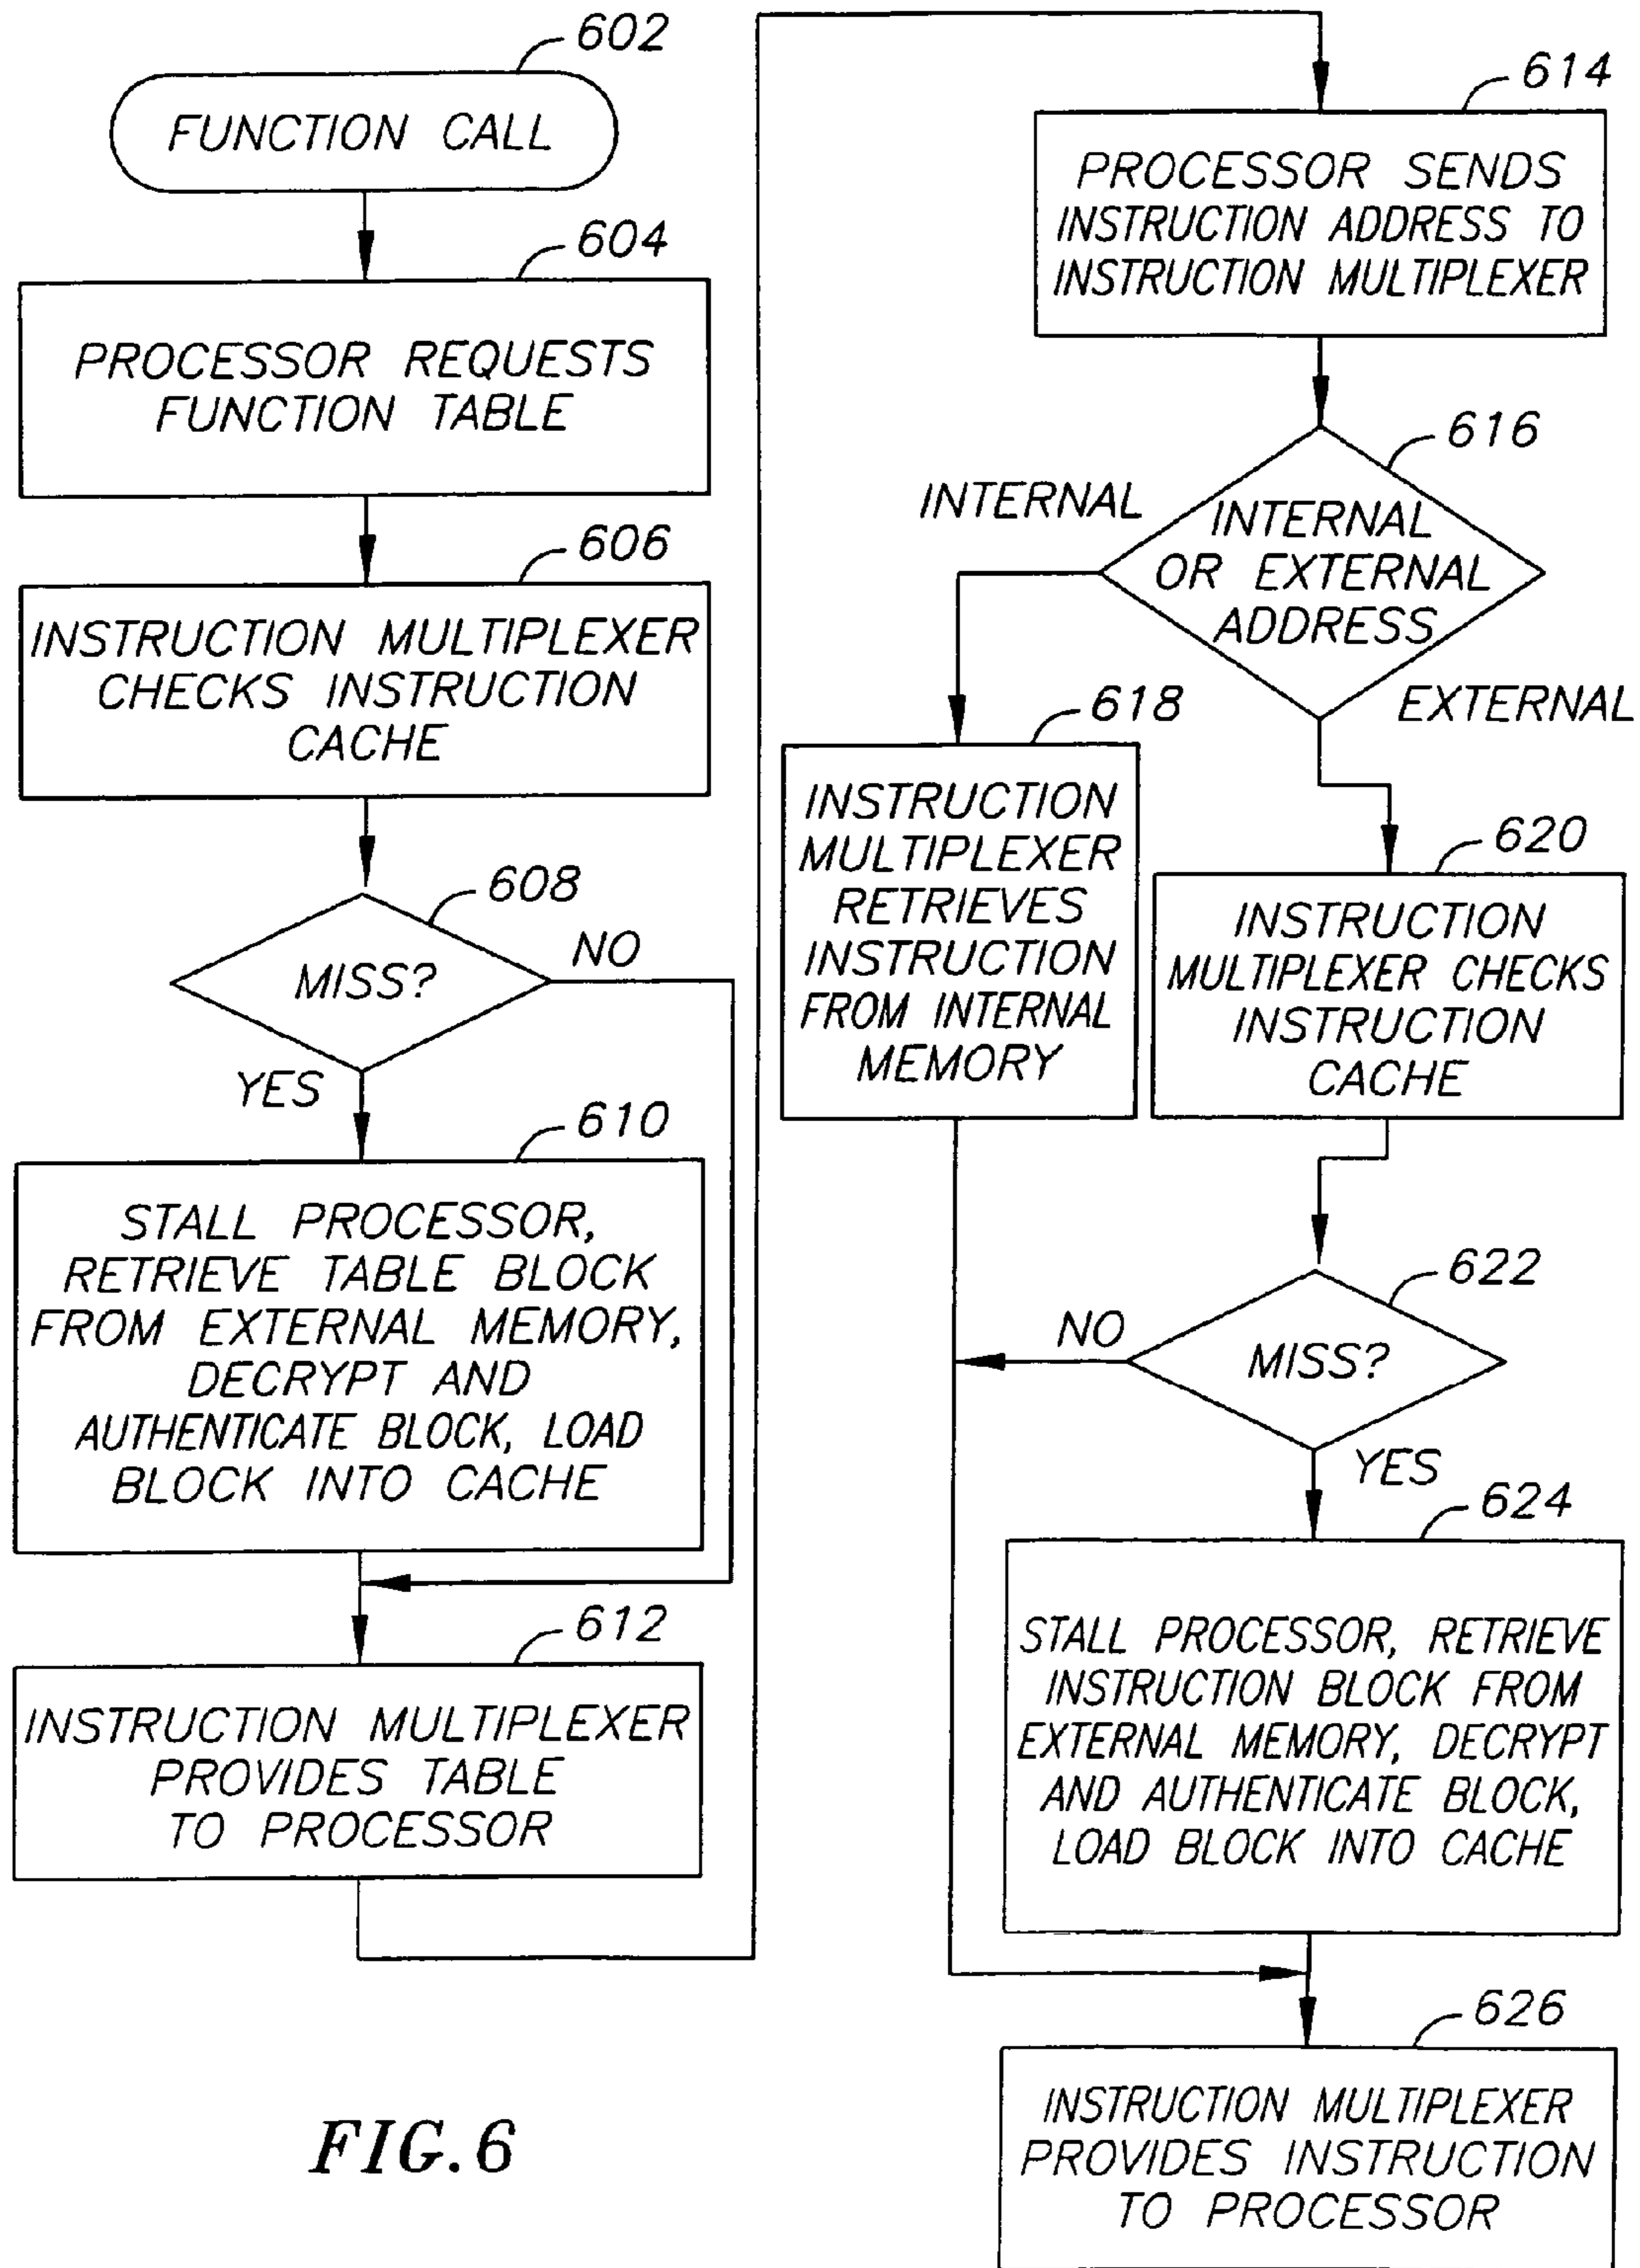 602
FUNCTION CALL
604
PROCESSOR REQUESTS
FUNCTION TABLE
606
INSTRUCTION MULTIPLEXER
CHECKS INSTRUCTION
CACHE
608
MISS?
NO
YES
610
STALL PROCESSOR,
RETRIEVE TABLE BLOCK
FROM EXTERNAL MEMORY,
DECRYPT AND
AUTHENTICATE BLOCK, LOAD
BLOCK INTO CACHE
612
INSTRUCTION MULTIPLEXER
PROVIDES TABLE
TO PROCESSOR
614
PROCESSOR SENDS
INSTRUCTION ADDRESS TO
INSTRUCTION MULTIPLEXER
616
INTERNAL
OR EXTERNAL
ADDRESS
INTERNAL
EXTERNAL
618
INSTRUCTION
MULTIPLEXER
RETRIEVES
INSTRUCTION
FROM INTERNAL
MEMORY
620
INSTRUCTION
MULTIPLEXER CHECKS
INSTRUCTION
CACHE
622
MISS?
NO
YES
624
STALL PROCESSOR, RETRIEVE
INSTRUCTION BLOCK FROM
EXTERNAL MEMORY, DECRYPT
AND AUTHENTICATE BLOCK,
LOAD BLOCK INTO CACHE
626
INSTRUCTION MULTIPLEXER
PROVIDES INSTRUCTION
TO PROCESSOR
FIG. 6